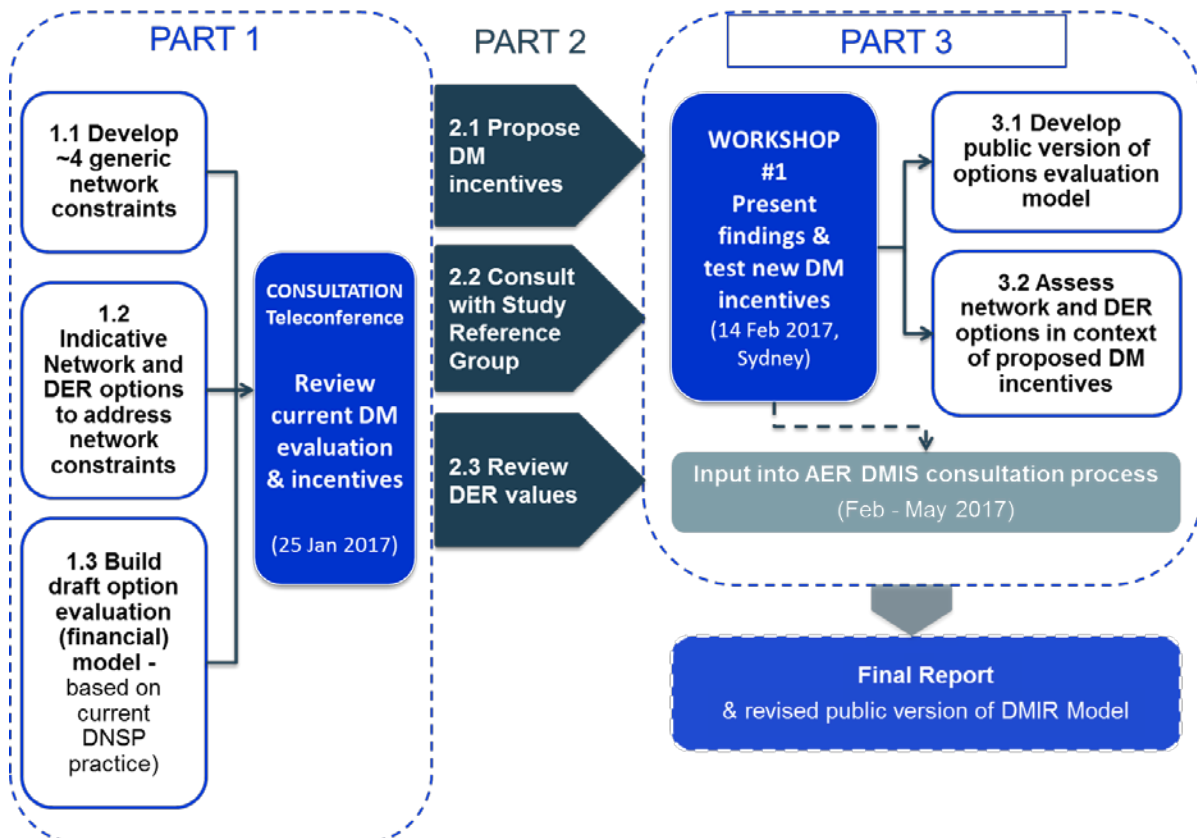 PART 1
1.1 Develop
~4 generic
network
constraints
1.2
Indicative
Network and
DER options
to address
network
constraints
1.3 Build
draft option
evaluation
(financial)
model -
based on
current
DNSP
practice)
CONSULTATION
Teleconference
Review
current DM
evaluation
& incentives
(25 Jan 2017)
PART 2
2.1 Propose
DM
incentives
2.2 Consult
with Study
Reference
Group
2.3 Review
DER values
PART 3
WORKSHOP
#1
Present
findings &
test new DM
incentives
(14 Feb 2017,
Sydney)
3.1 Develop
public version of
options evaluation
model
3.2 Assess
network and DER
options in context
of proposed DM
incentives
Input into AER DMIS consultation process
(Feb - May 2017)
Final Report
& revised public version of DMIR Model